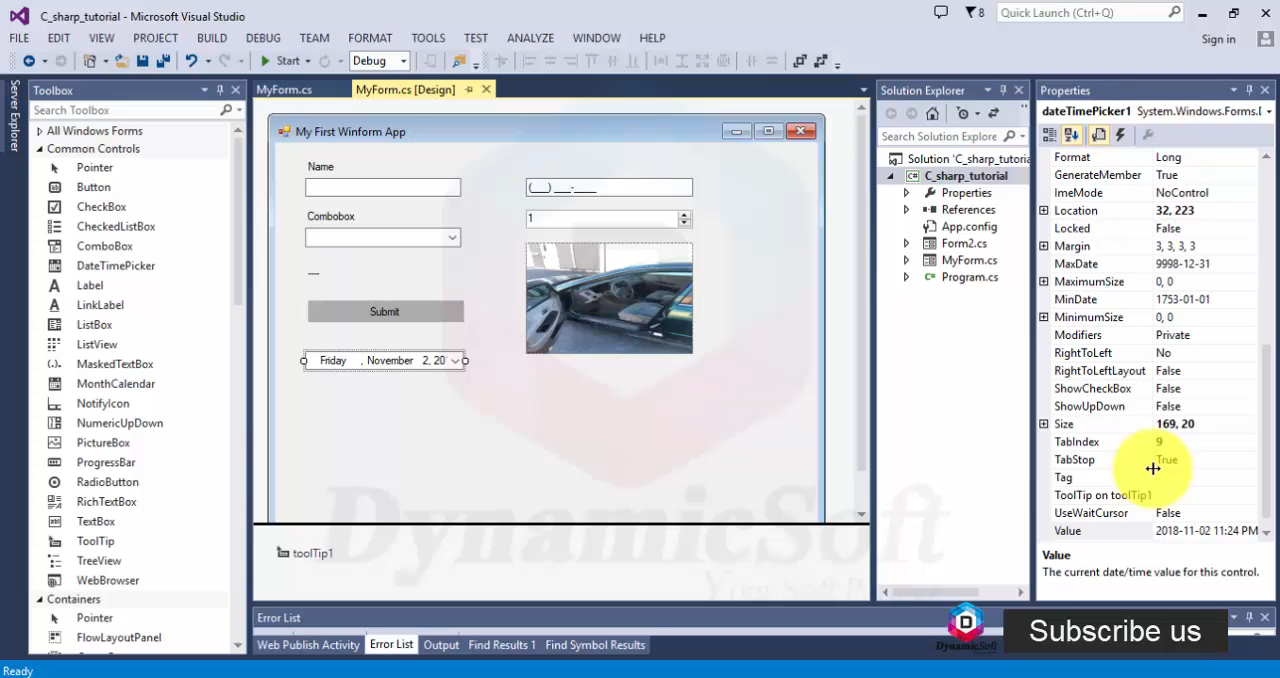 C_sharp_tutorial - Microsoft Visual Studio
8
Quick Launch (Ctrl+Q)
FILE EDIT VIEW PROJECT BUILD DEBUG TEAM FORMAT TOOLS TEST ANALYZE WINDOW HELP
Sign in
Start
Debug
Server Explorer
Toolbox
Search Toolbox
All Windows Forms
Common Controls
Pointer
Button
CheckBox
CheckedListBox
ComboBox
DateTimePicker
Label
LinkLabel
ListBox
ListView
MaskedTextBox
MonthCalendar
NotifyIcon
NumericUpDown
PictureBox
ProgressBar
RadioButton
RichTextBox
TextBox
ToolTip
TreeView
WebBrowser
Containers
Pointer
FlowLayoutPanel
MyForm.cs
MyForm.cs [Design]
My First Winform App
Name
(___) ___-____
Combobox
1
----
Submit
Friday , November 2, 20
DynamicSoft
toolTip1
Error List
Web Publish Activity Error List Output Find Results 1 Find Symbol Results
Solution Explorer
Search Solution Explore
Solution 'C_sharp_tutoria
C_sharp_tutorial
Properties
References
App.config
Form2.cs
MyForm.cs
Program.cs
Properties
dateTimePicker1 System.Windows.Forms.
Format Long
GenerateMember True
ImeMode NoControl
Location 32, 223
Locked False
Margin 3, 3, 3, 3
MaxDate 9998-12-31
MaximumSize 0, 0
MinDate 1753-01-01
MinimumSize 0, 0
Modifiers Private
RightToLeft No
RightToLeftLayout False
ShowCheckBox False
ShowUpDown False
Size 169, 20
TabIndex 9
TabStop True
Tag
ToolTip on toolTip1
UseWaitCursor False
Value 2018-11-02 11:24 PM
Value
The current date/time value for this control.
DynamicSoft
Subscribe us
Ready